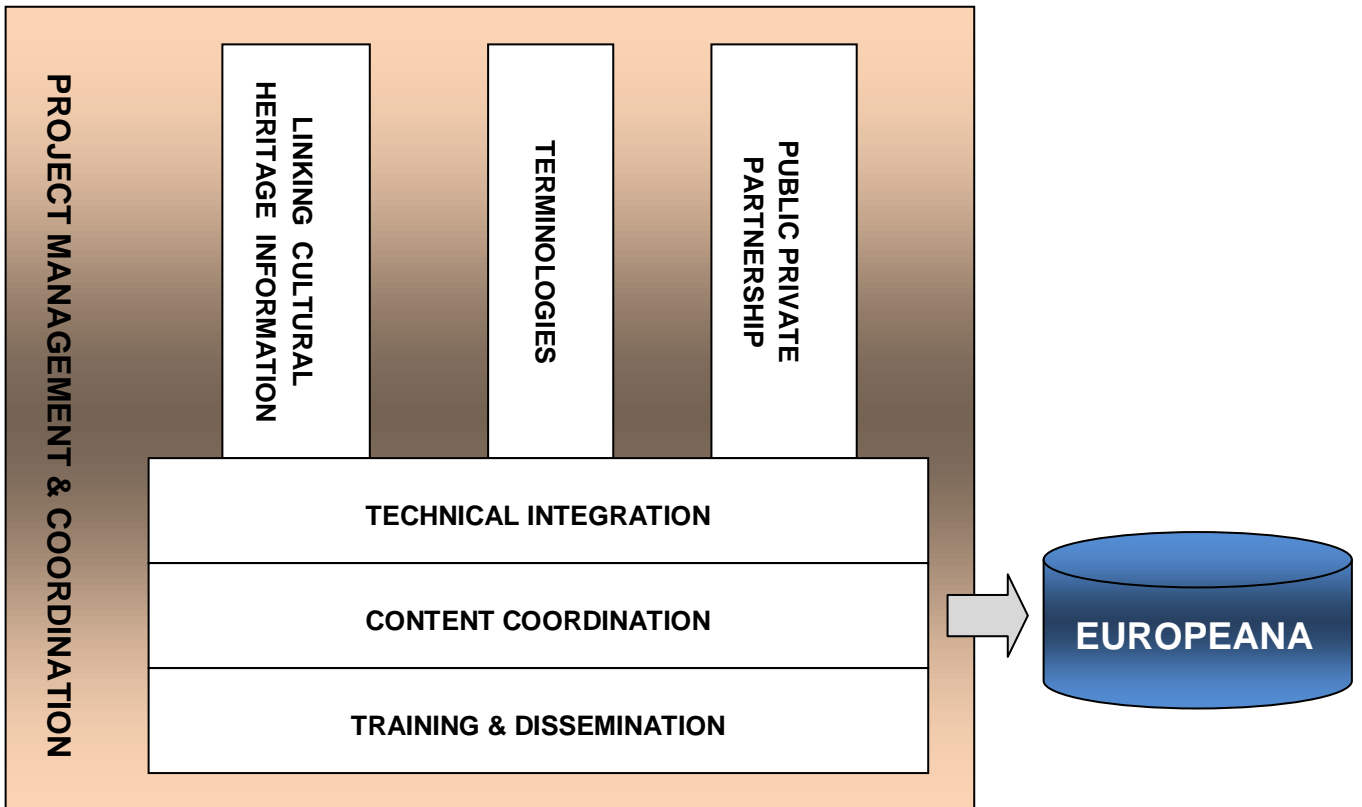 PROJECT MANAGEMENT & COORDINATION
LINKING CULTURAL
HERITAGE INFORMATION
TERMINOLOGIES
PUBLIC PRIVATE
PARTNERSHIP
TECHNICAL INTEGRATION
CONTENT COORDINATION
TRAINING & DISSEMINATION
EUROPEANA